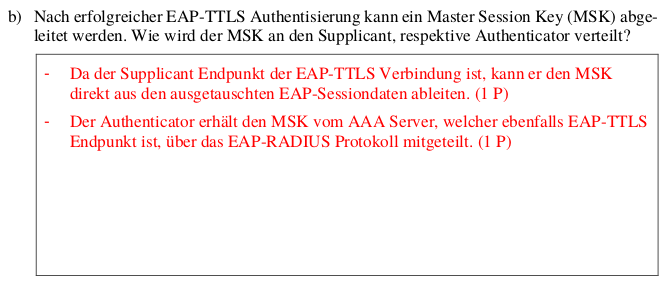 b) Nach erfolgreicher EAP-TTLS Authentisierung kann ein Master Session Key (MSK) abge-
leitet werden. Wie wird der MSK an den Supplicant, respektive Authenticator verteilt?
- Da der Supplicant Endpunkt der EAP-TTLS Verbindung ist, kann er den MSK
direkt aus den ausgetauschten EAP-Sessiondaten ableiten. (1 P)
- Der Authenticator erhält den MSK vom AAA Server, welcher ebenfalls EAP-TTLS
Endpunkt ist, über das EAP-RADIUS Protokoll mitgeteilt. (1 P)